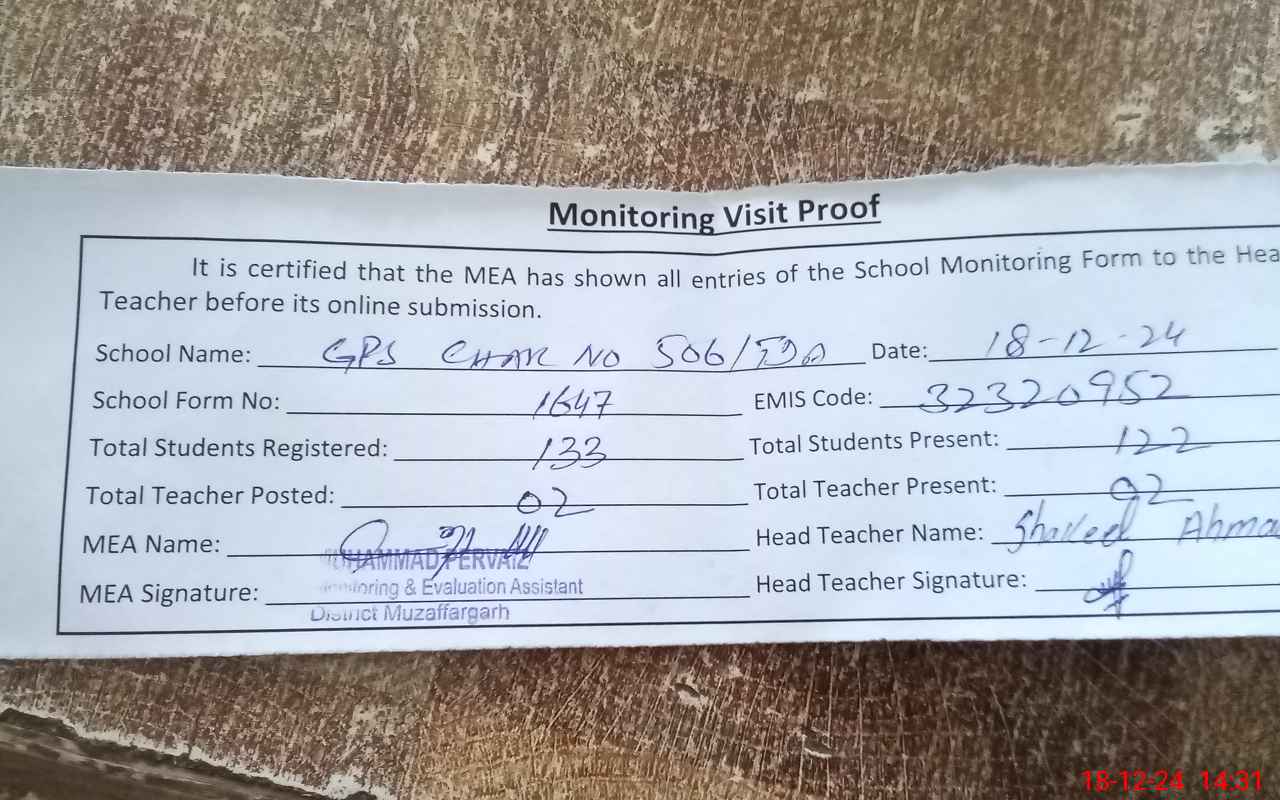 Monitoring Visit Proof
It is certified that the MEA has shown all entries of the School Monitoring Form to the Hea
Teacher before its online submission.
School Name: GPS CHAK NO 506/TDA Date: 18-12-24
School Form No: 1647 EMIS Code: 32320952
Total Students Registered: 133 Total Students Present: 122
Total Teacher Posted: 02 Total Teacher Present: 02
MEA Name: Head Teacher Name: Shakeel Ahma
MUHAMMAD PERVAIZ
Monitoring & Evaluation Assistant
MEA Signature: Head Teacher Signature:
District Muzaffargarh
18-12-24 14:31